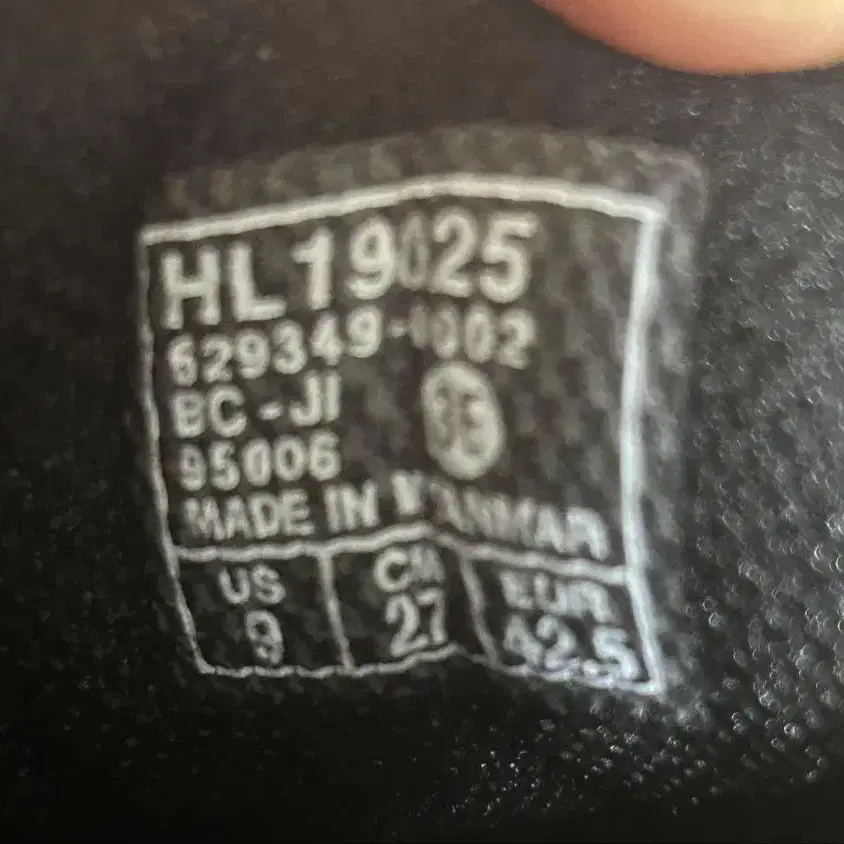 HL19025
629349-1002
BC-JI
95006
MADE IN MYANMAR
US CM EUR
9 27 42.5